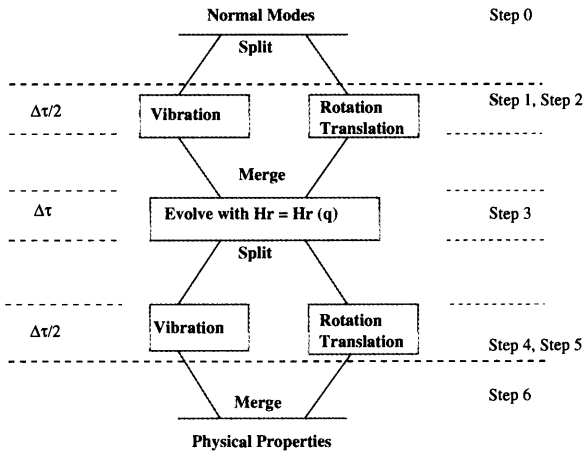 Normal Modes
Step 0
Split
Step 1, Step 2
Δτ/2
Vibration
Rotation
Translation
Merge
Δτ
Evolve with Hr = Hr (q)
Step 3
Split
Δτ/2
Vibration
Rotation
Translation
Step 4, Step 5
Merge
Step 6
Physical Properties